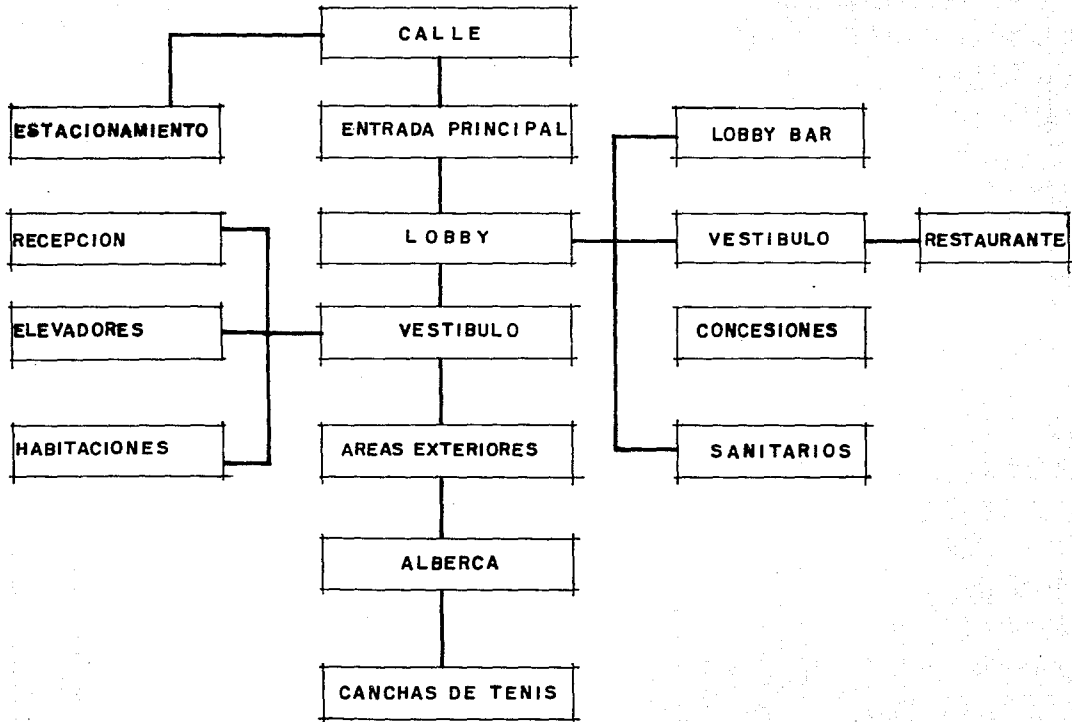 CALLE
ESTACIONAMIENTO
ENTRADA PRINCIPAL
LOBBY BAR
RECEPCION
LOBBY
VESTIBULO
RESTAURANTE
ELEVADORES
VESTIBULO
CONCESIONES
HABITACIONES
AREAS EXTERIORES
SANITARIOS
ALBERCA
CANCHAS DE TENIS